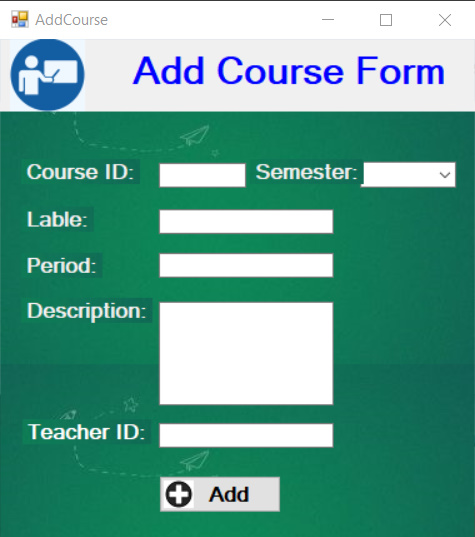 AddCourse
Add Course Form
Course ID: Semester:
Lable:
Period:
Description:
Teacher ID:
Add